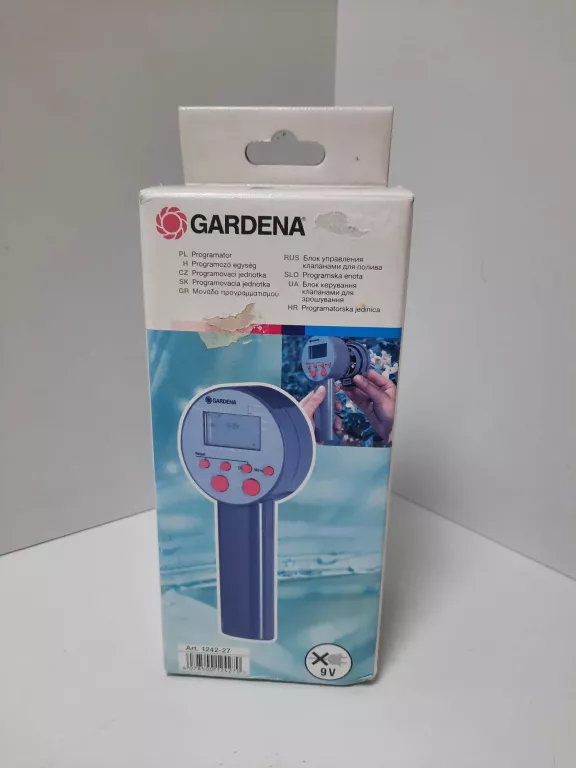 GARDENA
PL Programator
H Programozó egység
CZ Programovací jednotka
SK Programovacia jednotka
GR Μονάδα προγραμματισμού
RUS Блок управления
клапанами для полива
SLO Programska enota
UA Блок керування
клапанами для
зрошування
HR Programatorska jedinica
GARDENA
Art. 1242-27
9V